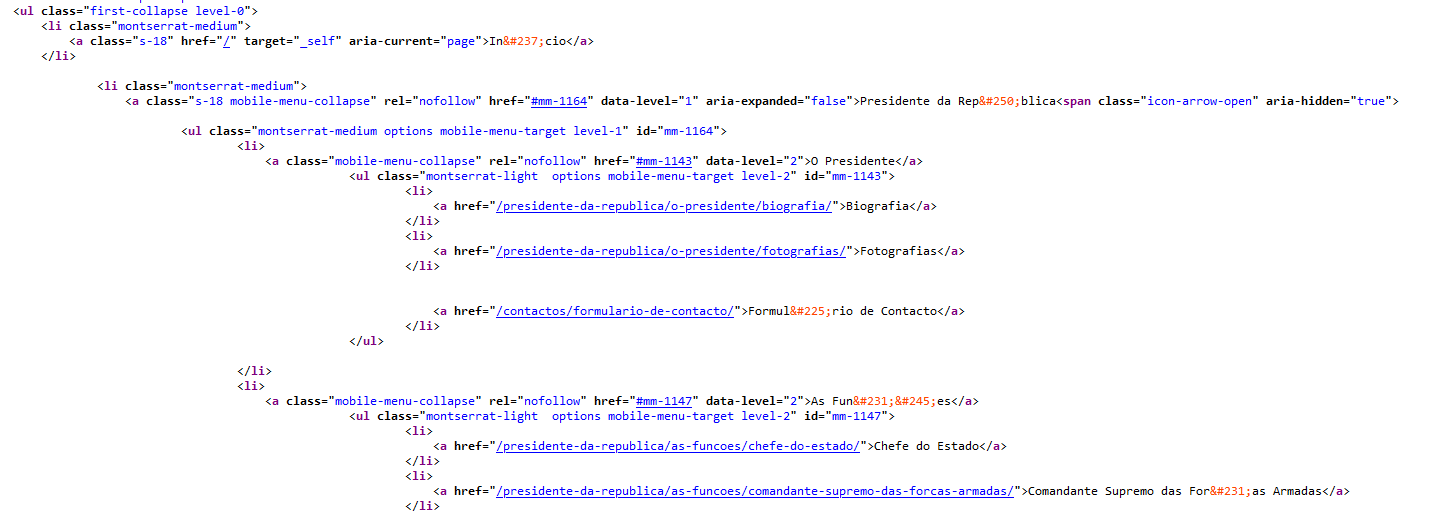 <ul class="first-collapse level-0">
<li class="montserrat-medium">
<a class="s-18" href="/" target="_self" aria-current="page">In&#237;cio</a>
</li>
<li class="montserrat-medium">
<a class="s-18 mobile-menu-collapse" rel="nofollow" href="#mm-1164" data-level="1" aria-expanded="false">Presidente da Rep&#250;blica<span class="icon-arrow-open" aria-hidden="true">
<ul class="montserrat-medium options mobile-menu-target level-1" id="mm-1164">
<li>
<a class="mobile-menu-collapse" rel="nofollow" href="#mm-1143" data-level="2">O Presidente</a>
<ul class="montserrat-light  options mobile-menu-target level-2" id="mm-1143">
<li>
<a href="/presidente-da-republica/o-presidente/biografia/">Biografia</a>
</li>
<li>
<a href="/presidente-da-republica/o-presidente/fotografias/">Fotografias</a>
</li>
<a href="/contactos/formulario-de-contacto/">Formul&#225;rio de Contacto</a>
</li>
</ul>
</li>
<li>
<a class="mobile-menu-collapse" rel="nofollow" href="#mm-1147" data-level="2">As Fun&#231;&#245;es</a>
<ul class="montserrat-light  options mobile-menu-target level-2" id="mm-1147">
<li>
<a href="/presidente-da-republica/as-funcoes/chefe-do-estado/">Chefe do Estado</a>
</li>
<li>
<a href="/presidente-da-republica/as-funcoes/comandante-supremo-das-forcas-armadas/">Comandante Supremo das For&#231;as Armadas</a>
</li>